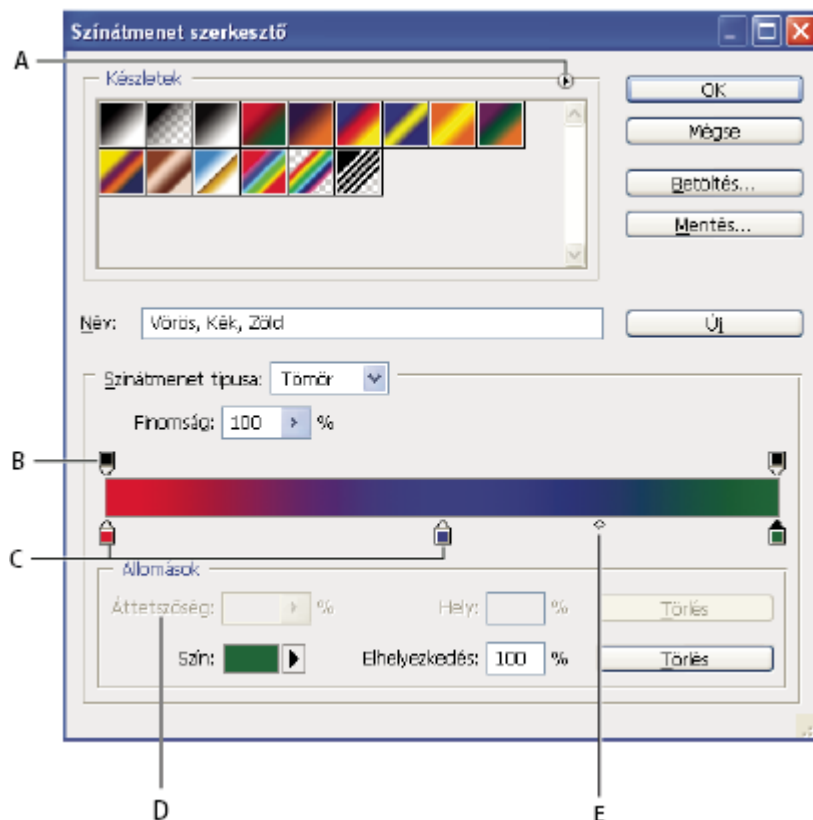 Színátmenet szerkesztő
A
Készletek
OK
Mégse
Betöltés...
Mentés...
Név: Vörös, Kék, Zöld
Új
Színátmenet típusa: Tömör
Finomság: 100 %
B
C
Állomások
Áttetszőség: %
Hely: %
Törlés
Szín:
Elhelyezkedés: 100 %
Törlés
D
E